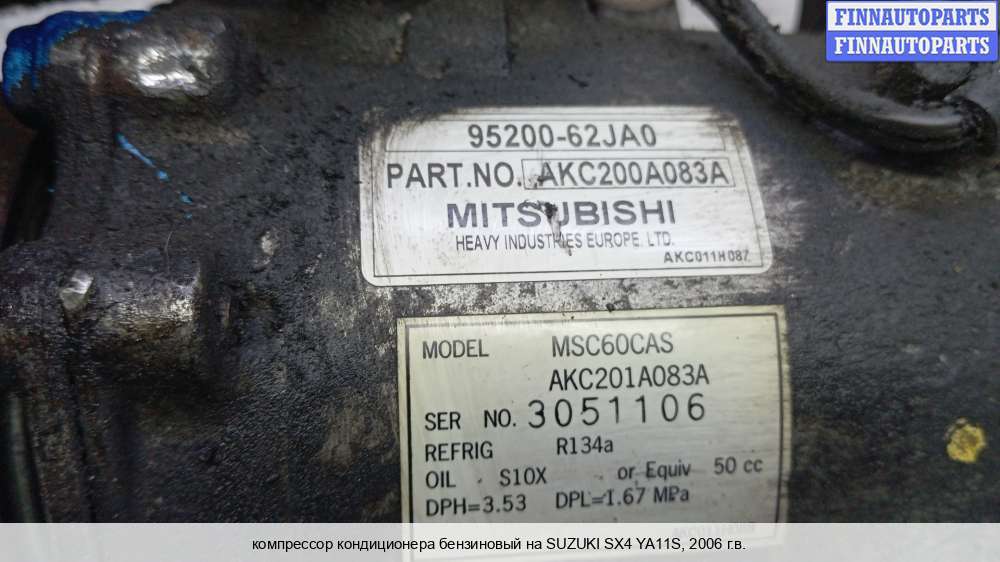 FINNAUTOPARTS
FINNAUTOPARTS
95200-62JA0
PART.NO. AKC200A083A
MITSUBISHI
HEAVY INDUSTRIES EUROPE. LTD.
AKC011H087
MODEL MSC60CAS
AKC201A083A
SER NO. 3051106
REFRIG R134a
OIL S10X or Equiv 50 cc
DPH=3.53 DPL=1.67 MPa
компрессор кондиционера бензиновый на SUZUKI SX4 YA11S, 2006 г.в.